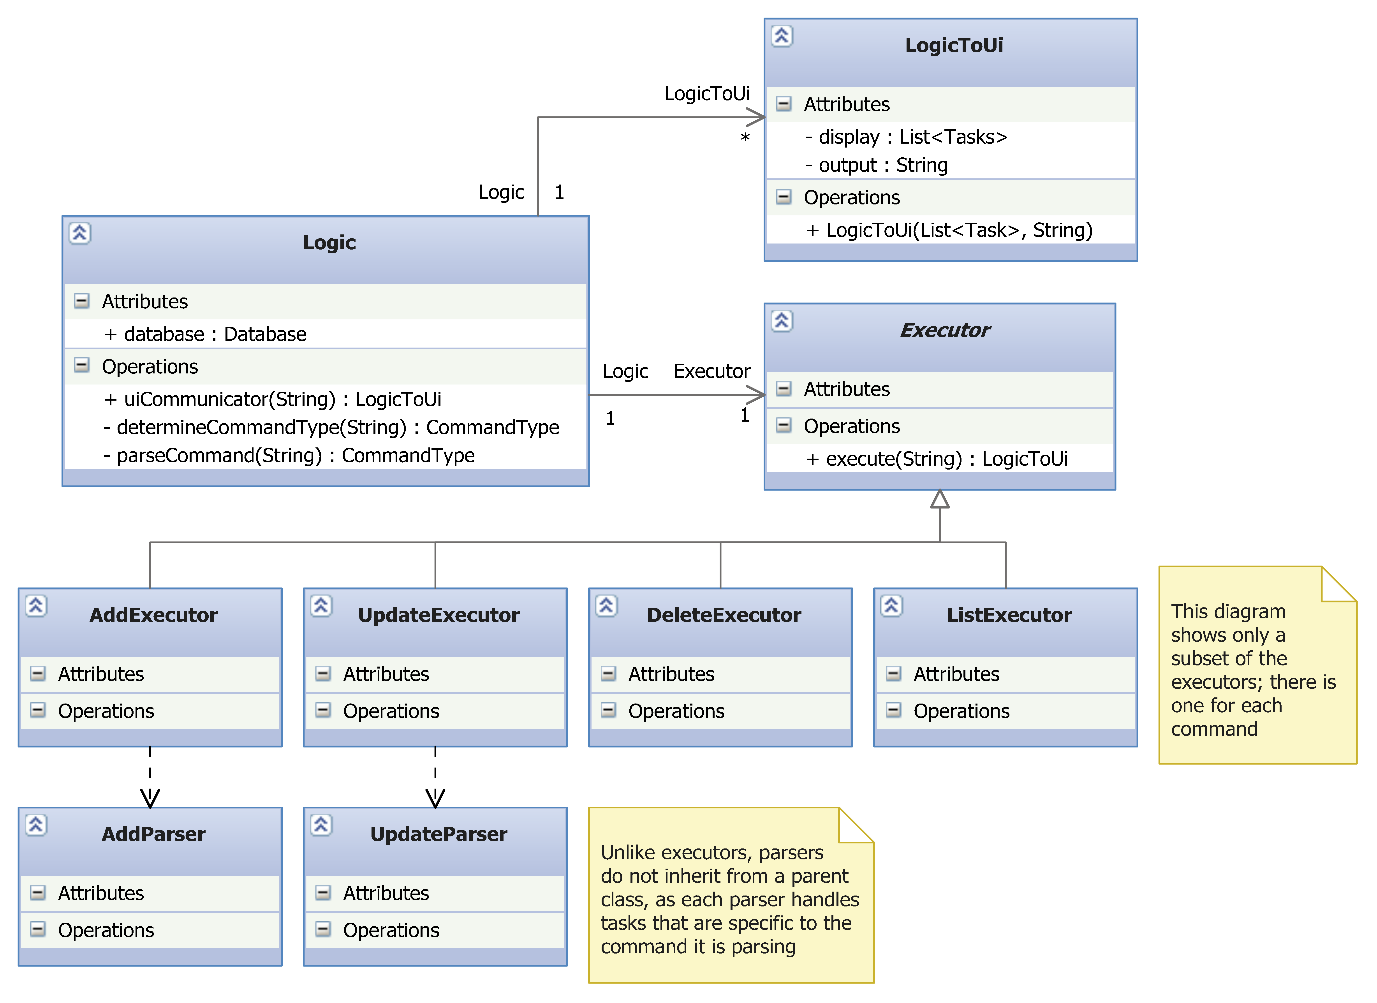 LogicToUi
Attributes
- display : List<Tasks>
- output : String
Operations
+ LogicToUi(List<Task>, String)
LogicToUi
*
Logic 1
Logic
Attributes
+ database : Database
Operations
+ uiCommunicator(String) : LogicToUi
- determineCommandType(String) : CommandType
- parseCommand(String) : CommandType
Logic Executor
1 1
Executor
Attributes
Operations
+ execute(String) : LogicToUi
AddExecutor
Attributes
Operations
UpdateExecutor
Attributes
Operations
DeleteExecutor
Attributes
Operations
ListExecutor
Attributes
Operations
This diagram
shows only a
subset of the
executors; there is
one for each
command
AddParser
Attributes
Operations
UpdateParser
Attributes
Operations
Unlike executors, parsers
do not inherit from a parent
class, as each parser handles
tasks that are specific to the
command it is parsing